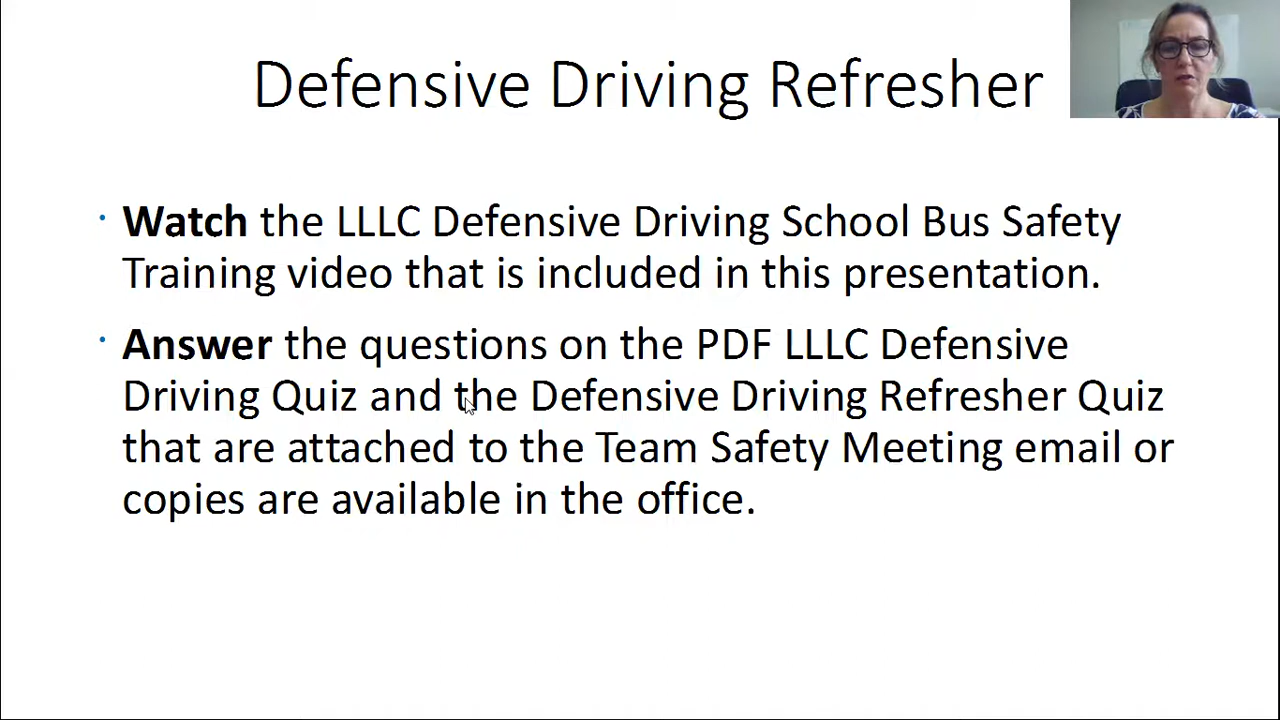 Defensive Driving Refresher
Watch the LLLC Defensive Driving School Bus Safety
Training video that is included in this presentation.
Answer the questions on the PDF LLLC Defensive
Driving Quiz and the Defensive Driving Refresher Quiz
that are attached to the Team Safety Meeting email or
copies are available in the office.